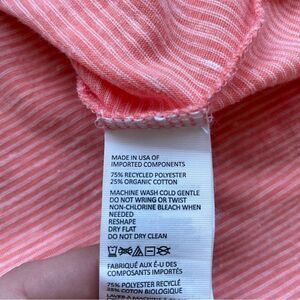 MADE IN USA OF
IMPORTED COMPONENTS
75% RECYCLED POLYESTER
25% ORGANIC COTTON
MACHINE WASH COLD GENTLE
DO NOT WRING OR TWIST
NON-CHLORINE BLEACH WHEN
NEEDED
RESHAPE
DRY FLAT
DO NOT DRY CLEAN
FABRIQUÉ AUX É-U DES
COMPOSANTS IMPORTÉS
75% POLYESTER RECYCLÉ
25% COTON BIOLOGIQUE
LAVER À MACHINE À